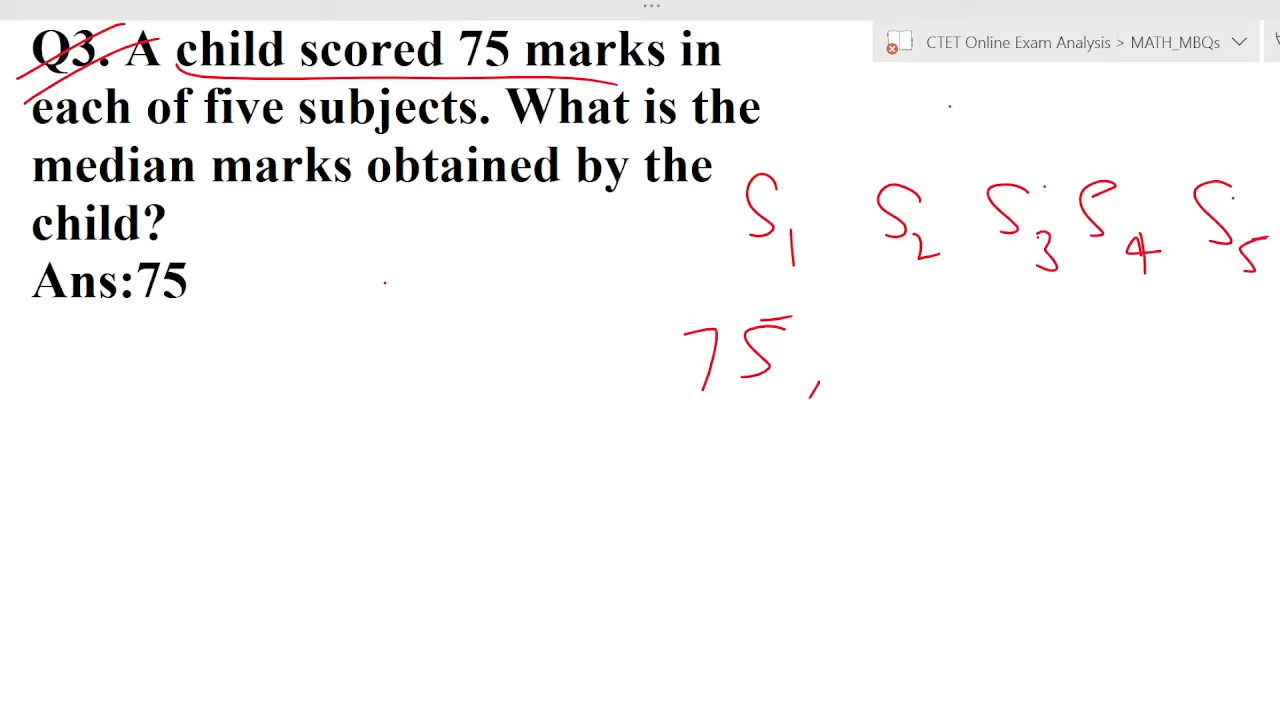 Q3. A child scored 75 marks in
each of five subjects. What is the
median marks obtained by the
child?
Ans:75
CTET Online Exam Analysis > MATH_MBQs
S1 S2 S3 S4 S5
75,